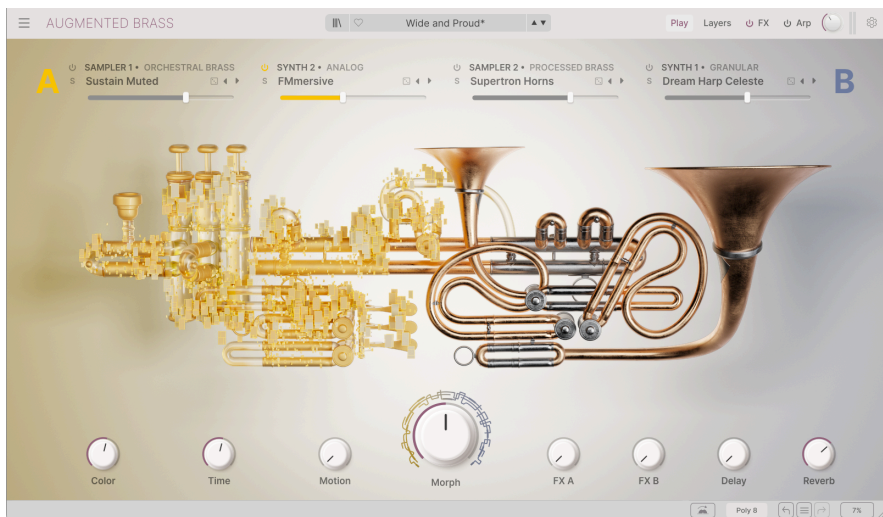 AUGMENTED BRASS
Wide and Proud*
Play Layers FX Arp
A
SAMPLER 1 • ORCHESTRAL BRASS
S Sustain Muted
SYNTH 2 • ANALOG
S FMmersive
SAMPLER 2 • PROCESSED BRASS
S Supertron Horns
SYNTH 1 • GRANULAR
S Dream Harp Celeste
B
Color
Time
Motion
Morph
FX A
FX B
Delay
Reverb
Poly 8
7%